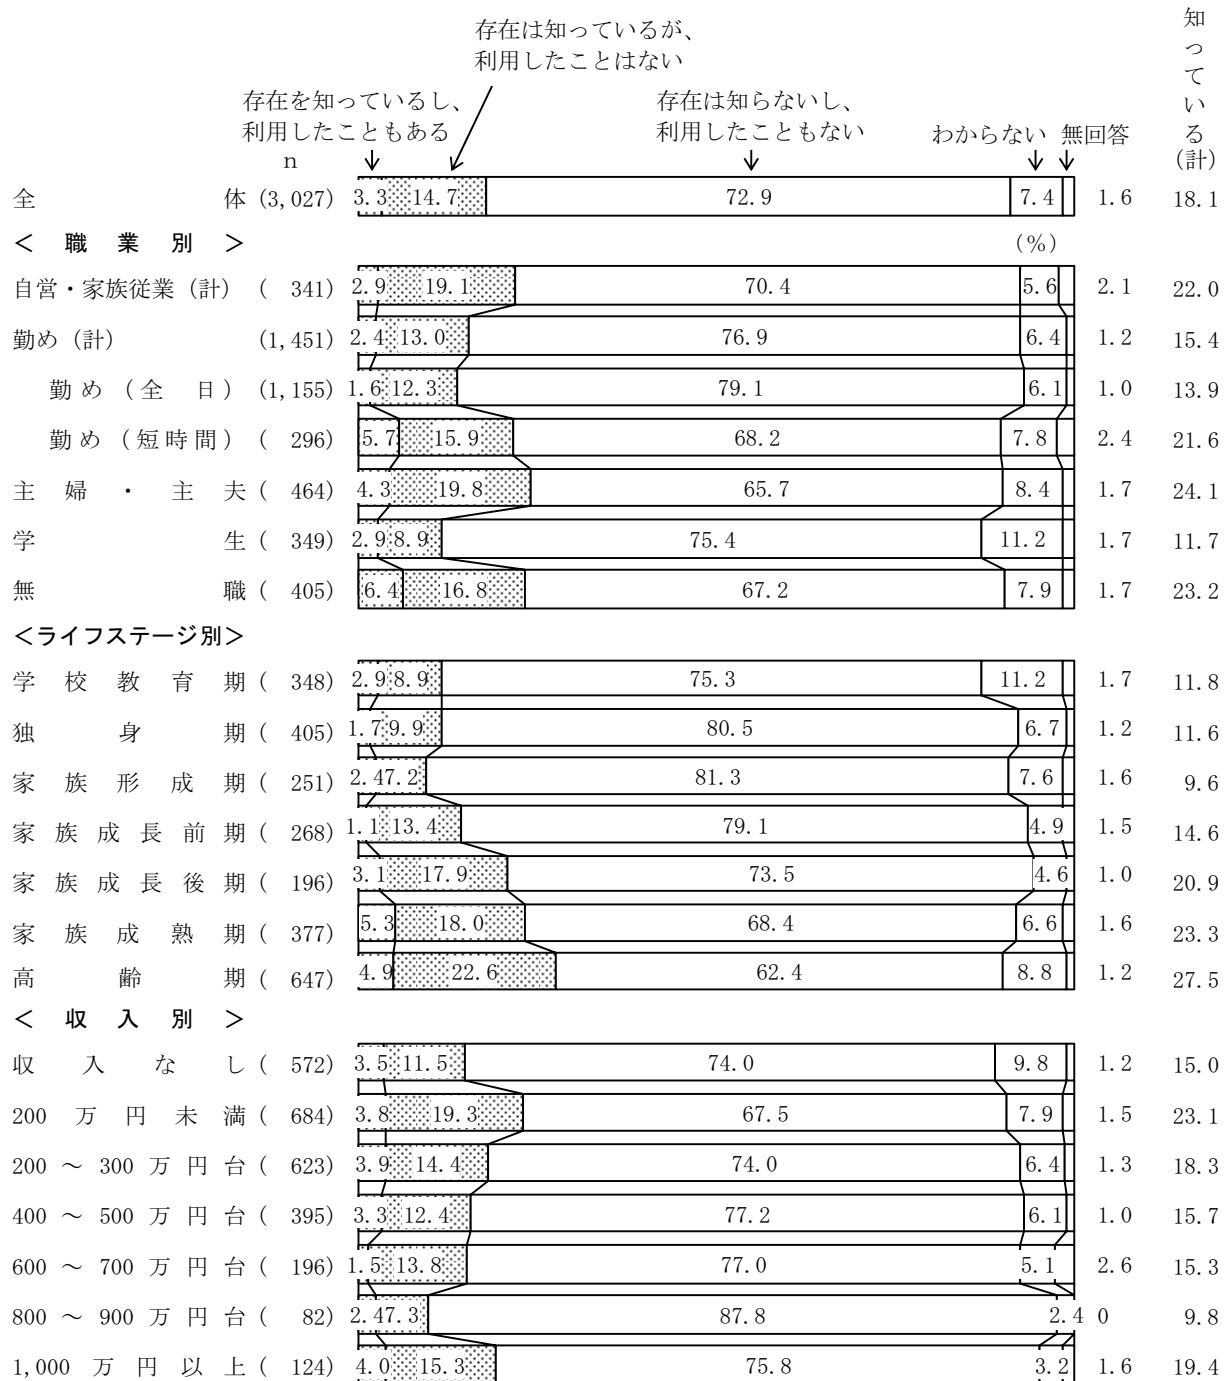 存在は知っているが、
利用したことはない
存在を知っているし、
利用したこともある
存在は知らないし、
利用したこともない
わからない 無回答
知っている(計)
n
全体 (3,027) 3.3 14.7 72.9 7.4 1.6 18.1
＜職業別＞ (％)
自営・家族従業(計) (341) 2.9 19.1 70.4 5.6 2.1 22.0
勤め(計) (1,451) 2.4 13.0 76.9 6.4 1.2 15.4
勤め(全日) (1,155) 1.6 12.3 79.1 6.1 1.0 13.9
勤め(短時間) (296) 5.7 15.9 68.2 7.8 2.4 21.6
主婦・主夫 (464) 4.3 19.8 65.7 8.4 1.7 24.1
学生 (349) 2.9 8.9 75.4 11.2 1.7 11.7
無職 (405) 6.4 16.8 67.2 7.9 1.7 23.2
＜ライフステージ別＞
学校教育期 (348) 2.9 8.9 75.3 11.2 1.7 11.8
独身期 (405) 1.7 9.9 80.5 6.7 1.2 11.6
家族形成期 (251) 2.4 7.2 81.3 7.6 1.6 9.6
家族成長前期 (268) 1.1 13.4 79.1 4.9 1.5 14.6
家族成長後期 (196) 3.1 17.9 73.5 4.6 1.0 20.9
家族成熟期 (377) 5.3 18.0 68.4 6.6 1.6 23.3
高齢期 (647) 4.9 22.6 62.4 8.8 1.2 27.5
＜収入別＞
収入なし (572) 3.5 11.5 74.0 9.8 1.2 15.0
200万円未満 (684) 3.8 19.3 67.5 7.9 1.5 23.1
200～300万円台 (623) 3.9 14.4 74.0 6.4 1.3 18.3
400～500万円台 (395) 3.3 12.4 77.2 6.1 1.0 15.7
600～700万円台 (196) 1.5 13.8 77.0 5.1 2.6 15.3
800～900万円台 (82) 2.4 7.3 87.8 2.4 0 9.8
1,000万円以上 (124) 4.0 15.3 75.8 3.2 1.6 19.4